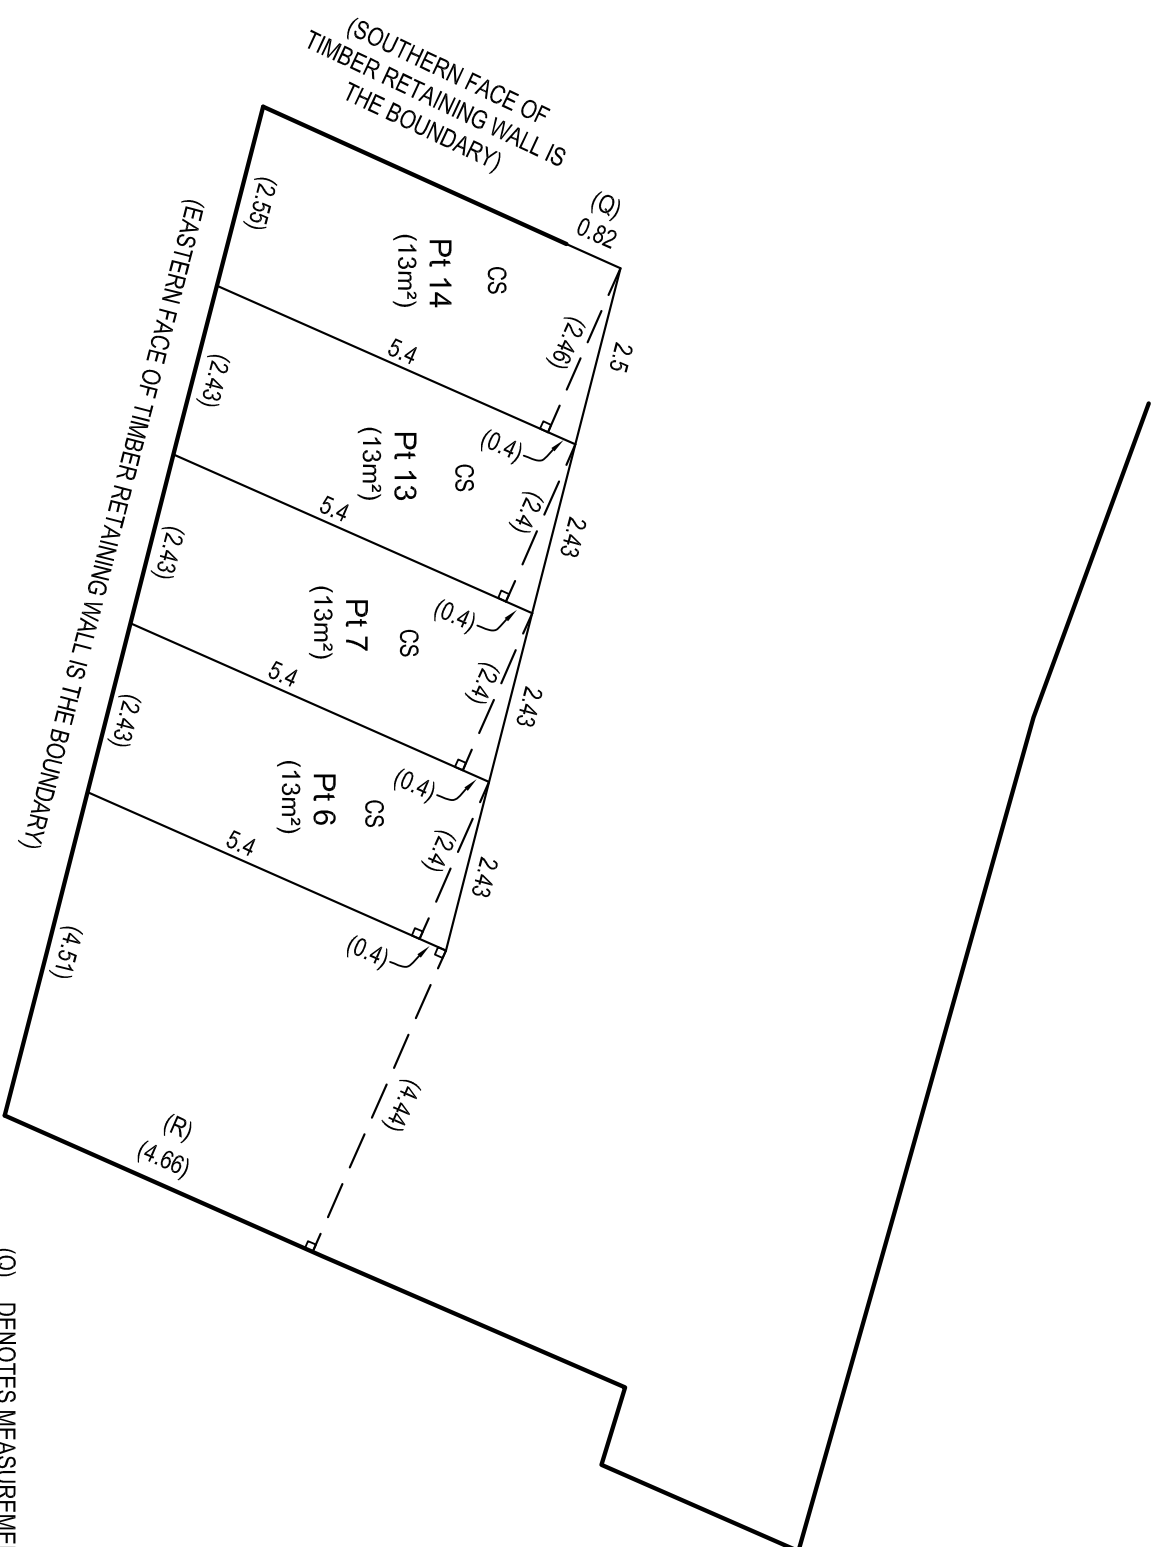 (SOUTHERN FACE OF
TIMBER RETAINING WALL IS
THE BOUNDARY)
(Q)
0.82
(2.55)
Pt 14
(13m²)
CS
(2.46)
2.5
5.4
(0.4)
(EASTERN FACE OF TIMBER RETAINING WALL IS THE BOUNDARY)
(2.43)
Pt 13
(13m²)
CS
(2.4)
2.43
5.4
(0.4)
(2.43)
Pt 7
(13m²)
CS
(2.4)
2.43
5.4
(0.4)
(2.43)
Pt 6
(13m²)
CS
(2.4)
2.43
5.4
(0.4)
(4.51)
(4.44)
(R)
(4.66)
(Q) DENOTES